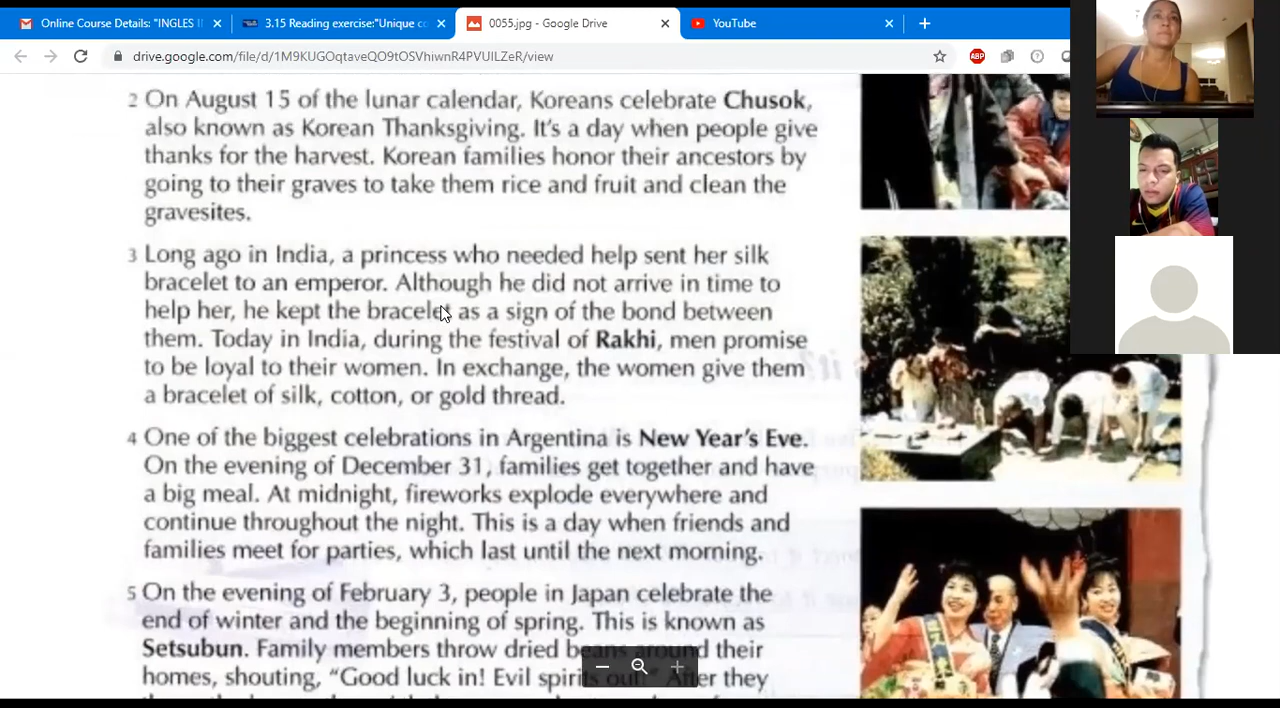 Online Course Details: "INGLES I
3.15 Reading exercise:"Unique co
0055.jpg - Google Drive
YouTube
drive.google.com/file/d/
ABP
2 On August 15 of the lunar calendar, Koreans celebrate Chusok,
also known as Korean Thanksgiving. It's a day when people give
thanks for the harvest. Korean families honor their ancestors by
going to their graves to take them rice and fruit and clean the
gravesites.
3 Long ago in India, a princess who needed help sent her silk
bracelet to an emperor. Although he did not arrive in time to
help her, he kept the bracelet as a sign of the bond between
them. Today in India, during the festival of Rakhi, men promise
to be loyal to their women. In exchange, the women give them
a bracelet of silk, cotton, or gold thread.
4 One of the biggest celebrations in Argentina is New Year's Eve.
On the evening of December 31, families get together and have
a big meal. At midnight, fireworks explode everywhere and
continue throughout the night. This is a day when friends and
families meet for parties, which last until the next morning.
5 On the evening of February 3, people in Japan celebrate the
end of winter and the beginning of spring. This is known as
Setsubun. Family members throw dried beans around their
homes, shouting, "Good luck in! Evil spirits out!" After they